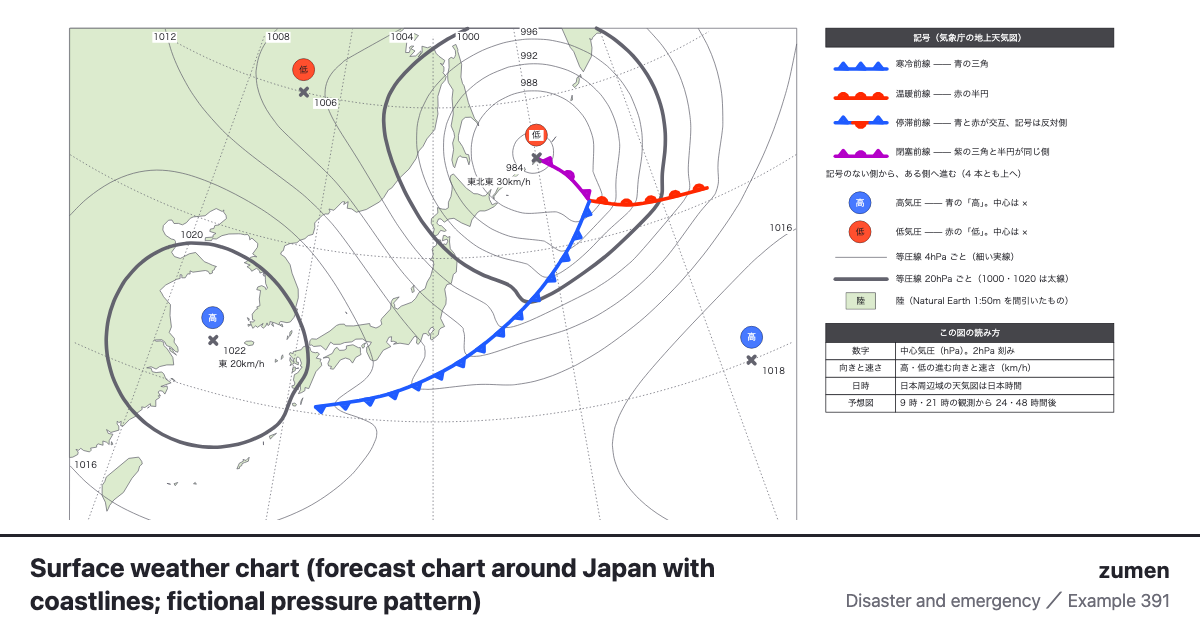 1012
1008
1004
1000
996
992
988
低
1006
低
984
東北東 30km/h
1020
1016
高
1022
東 20km/h
高
1018
1016
記号（気象庁の地上天気図）
寒冷前線 —— 青の三角
温暖前線 —— 赤の半円
停滞前線 —— 青と赤が交互、記号は反対側
閉塞前線 —— 紫の三角と半円が同じ側
記号のない側から、ある側へ進む（4 本とも上へ）
高 高気圧 —— 青の「高」。中心は ×
低 低気圧 —— 赤の「低」。中心は ×
等圧線 4hPa ごと（細い実線）
等圧線 20hPa ごと（1000・1020 は太線）
陸 陸（Natural Earth 1:50m を間引いたもの）
この図の読み方
数字 中心気圧（hPa）。2hPa 刻み
向きと速さ 高・低の進む向きと速さ（km/h）
日時 日本周辺域の天気図は日本時間
予想図 9 時・21 時の観測から 24・48 時間後
Surface weather chart (forecast chart around Japan with
coastlines; fictional pressure pattern)
zumen
Disaster and emergency ／ Example 391